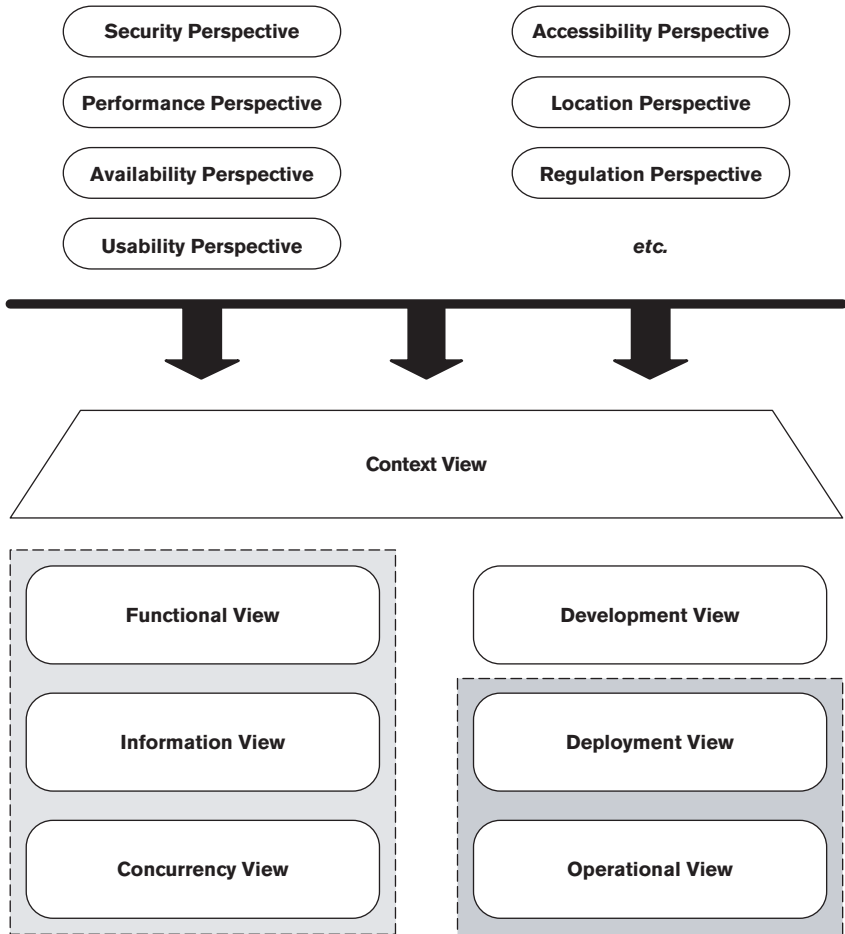 Security Perspective
Accessibility Perspective
Performance Perspective
Location Perspective
Availability Perspective
Regulation Perspective
Usability Perspective
etc.
Context View
Functional View
Development View
Information View
Deployment View
Concurrency View
Operational View